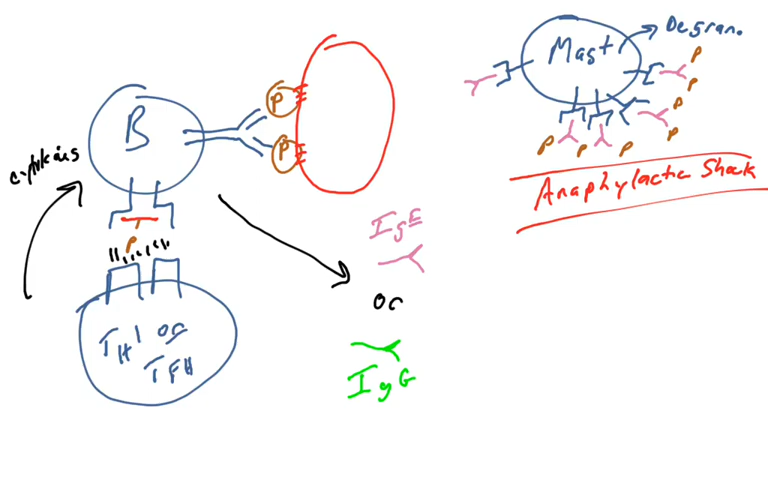 B
P
P
cytokines
P
TH1 or
TFH
IgE
or
IgG
Mast
Degran.
P
P
P
P
P
P
P
Anaphylactic Shock